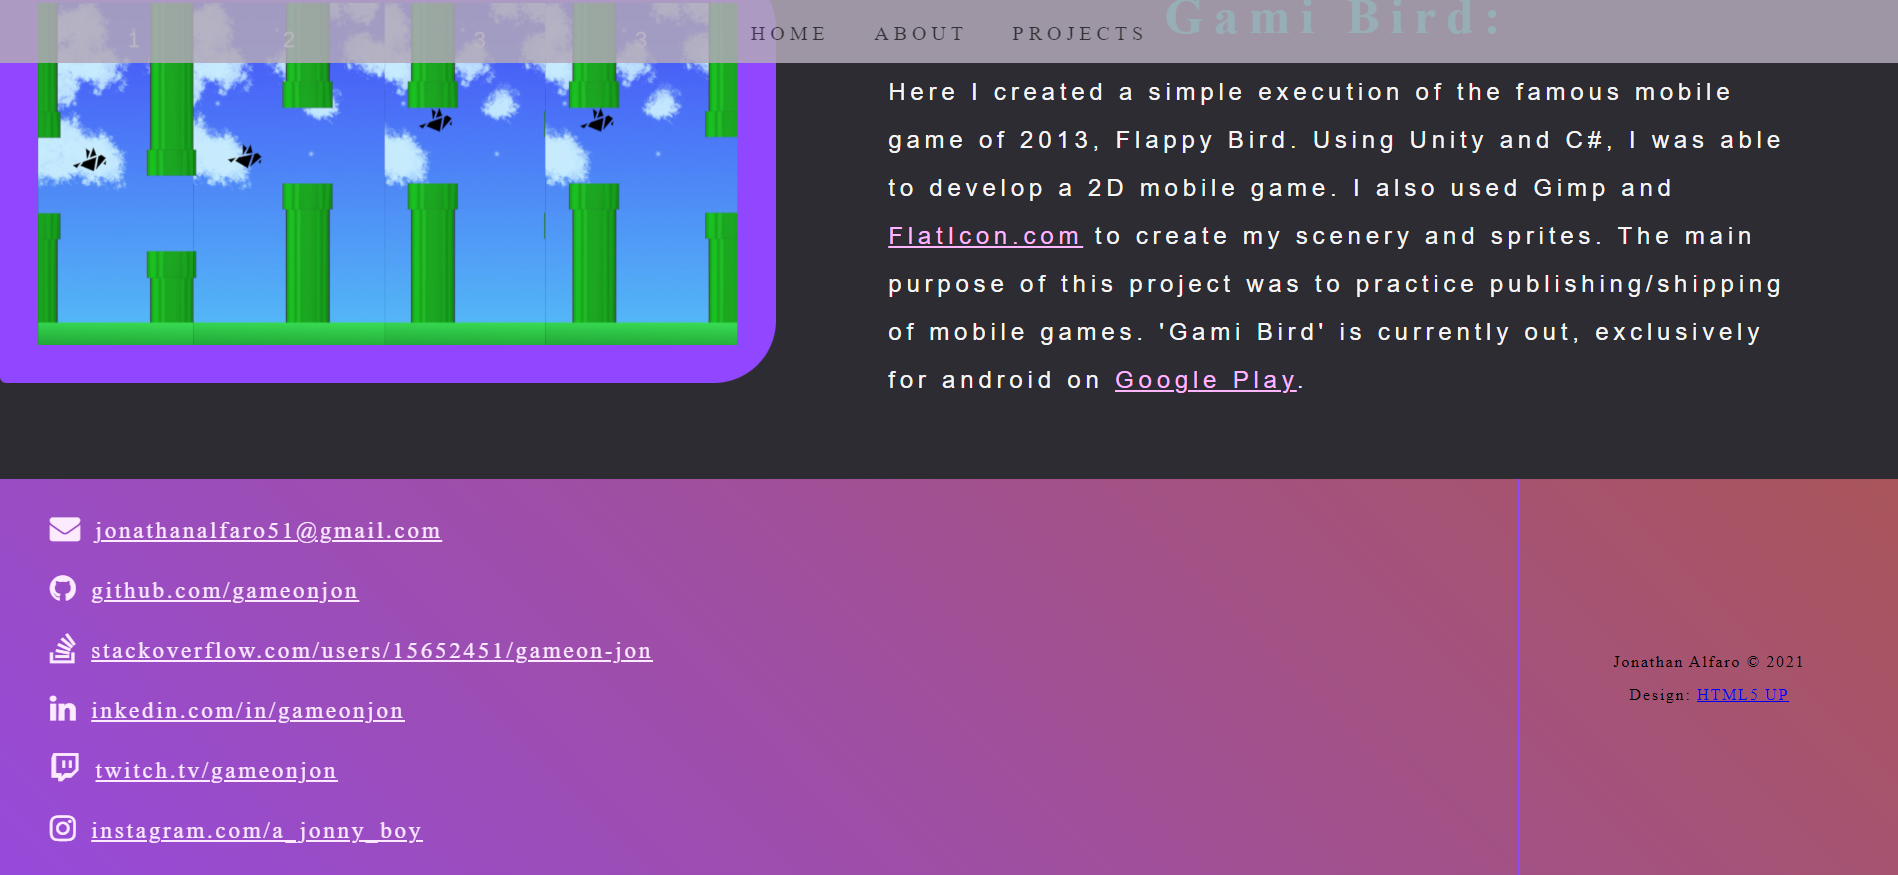 HOME ABOUT PROJECTS
Gami Bird:
1 2 3 3
Here I created a simple execution of the famous mobile
game of 2013, Flappy Bird. Using Unity and C#, I was able
to develop a 2D mobile game. I also used Gimp and
FlatIcon.com to create my scenery and sprites. The main
purpose of this project was to practice publishing/shipping
of mobile games. 'Gami Bird' is currently out, exclusively
for android on Google Play.
jonathanalfaro51@gmail.com
github.com/gameonjon
stackoverflow.com/users/15652451/gameon-jon
in inkedin.com/in/gameonjon
twitch.tv/gameonjon
instagram.com/a_jonny_boy
Jonathan Alfaro © 2021
Design: HTML5 UP